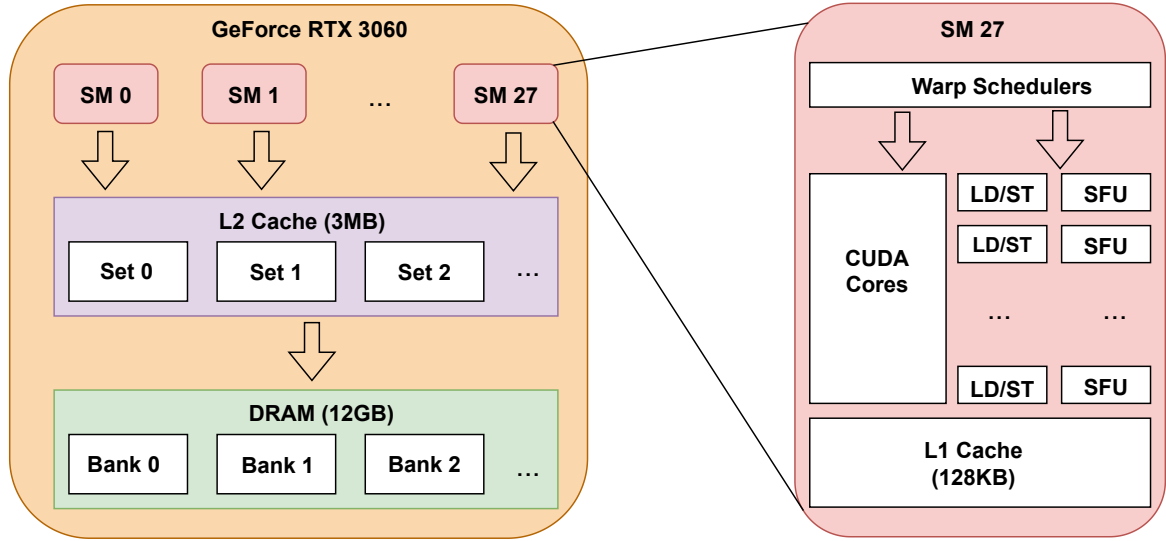 GeForce RTX 3060
SM 0
SM 1
...
SM 27
L2 Cache (3MB)
Set 0
Set 1
Set 2
...
DRAM (12GB)
Bank 0
Bank 1
Bank 2
...
SM 27
Warp Schedulers
CUDA
Cores
LD/ST
SFU
LD/ST
SFU
...
...
LD/ST
SFU
L1 Cache
(128KB)